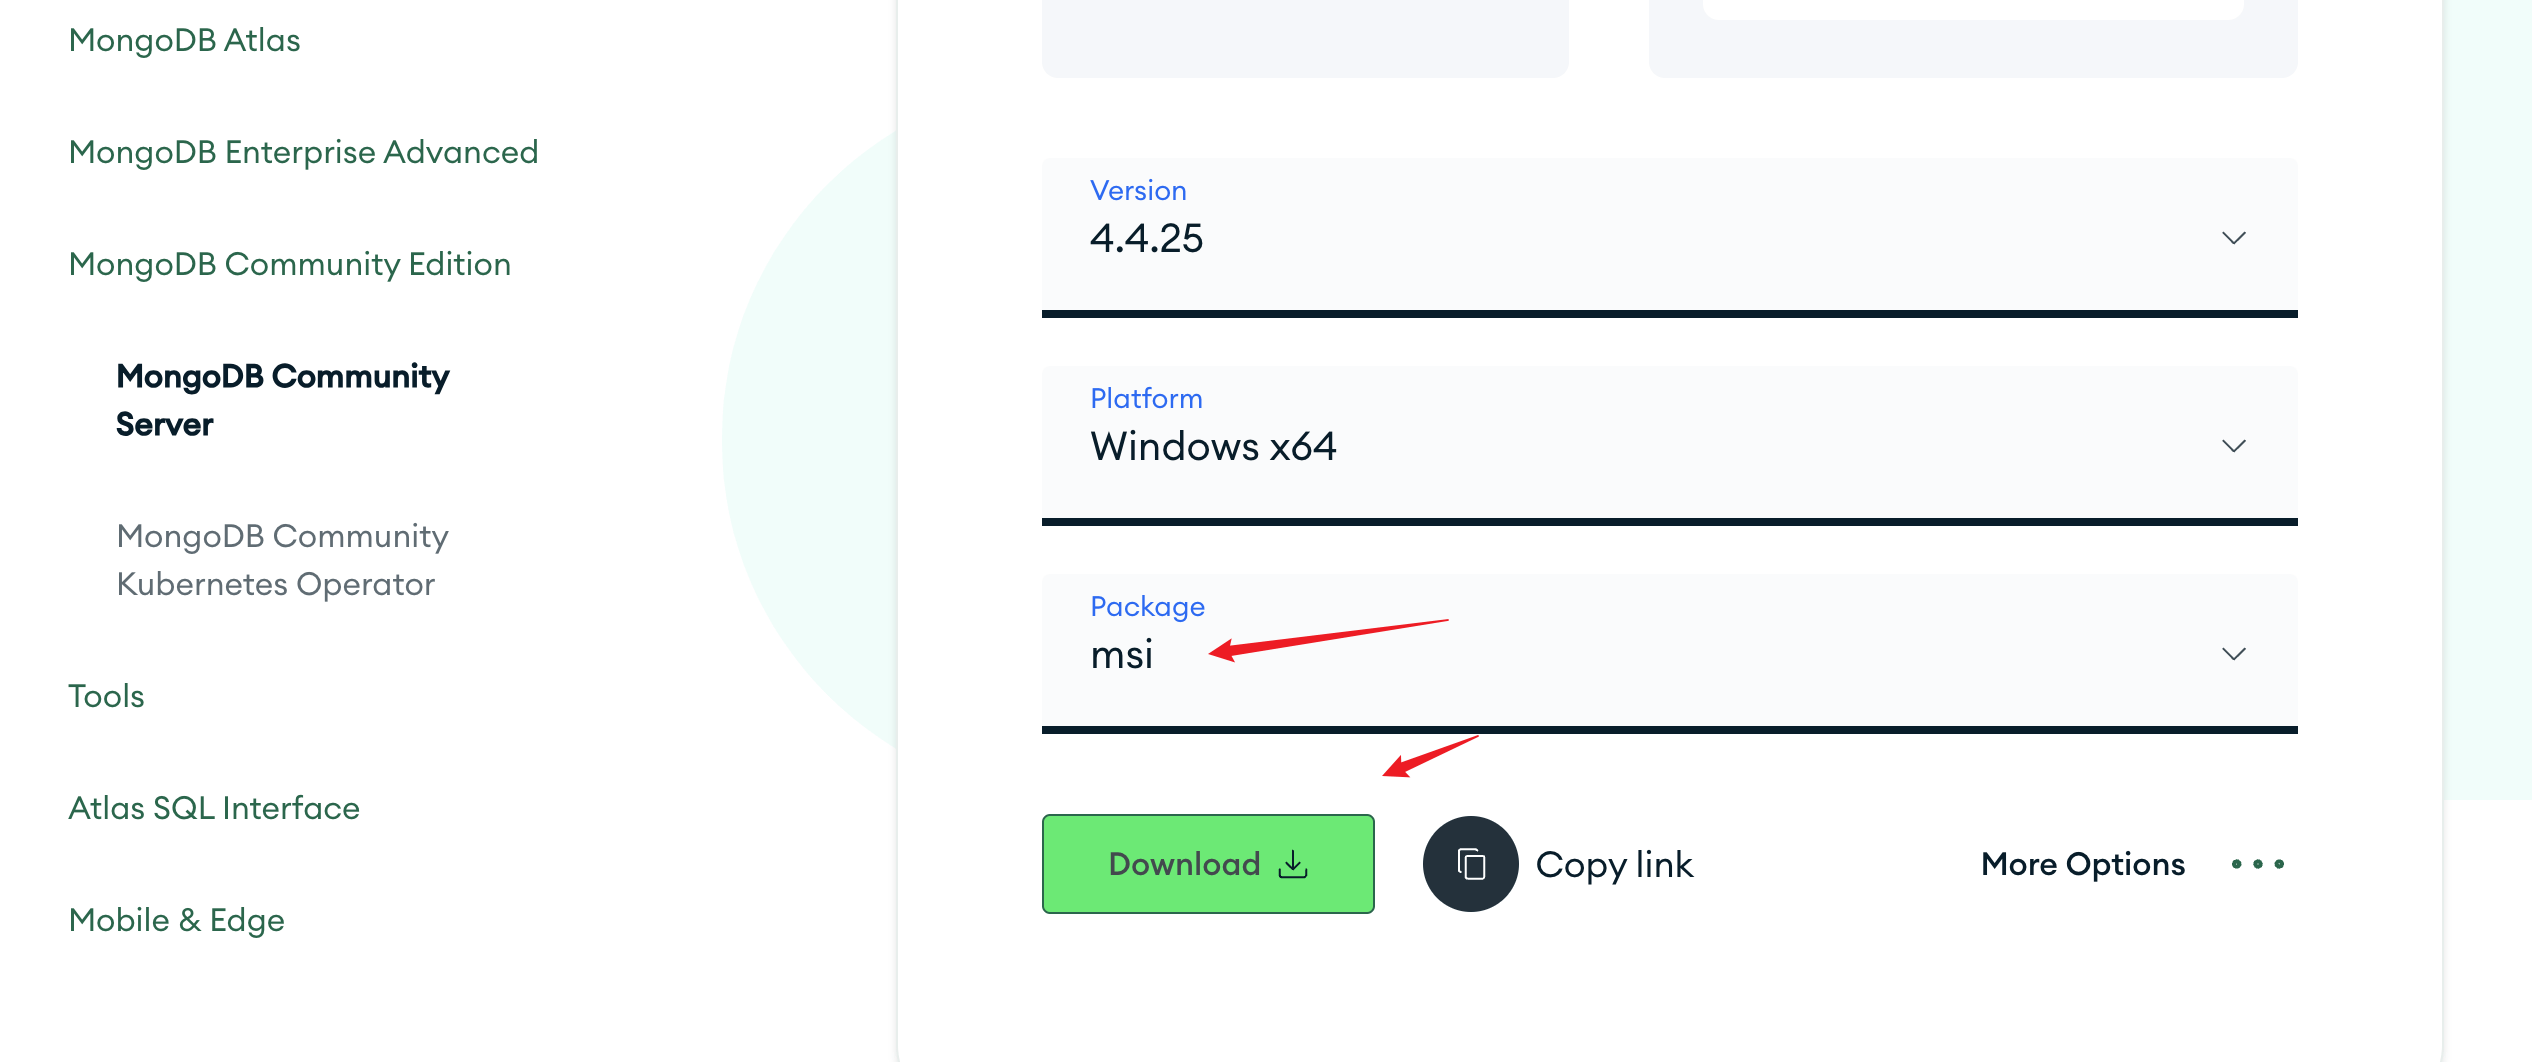 MongoDB Atlas
MongoDB Enterprise Advanced
MongoDB Community Edition
MongoDB Community
Server
MongoDB Community
Kubernetes Operator
Tools
Atlas SQL Interface
Mobile & Edge
Version
4.4.25
Platform
Windows x64
Package
msi
Download
Copy link
More Options